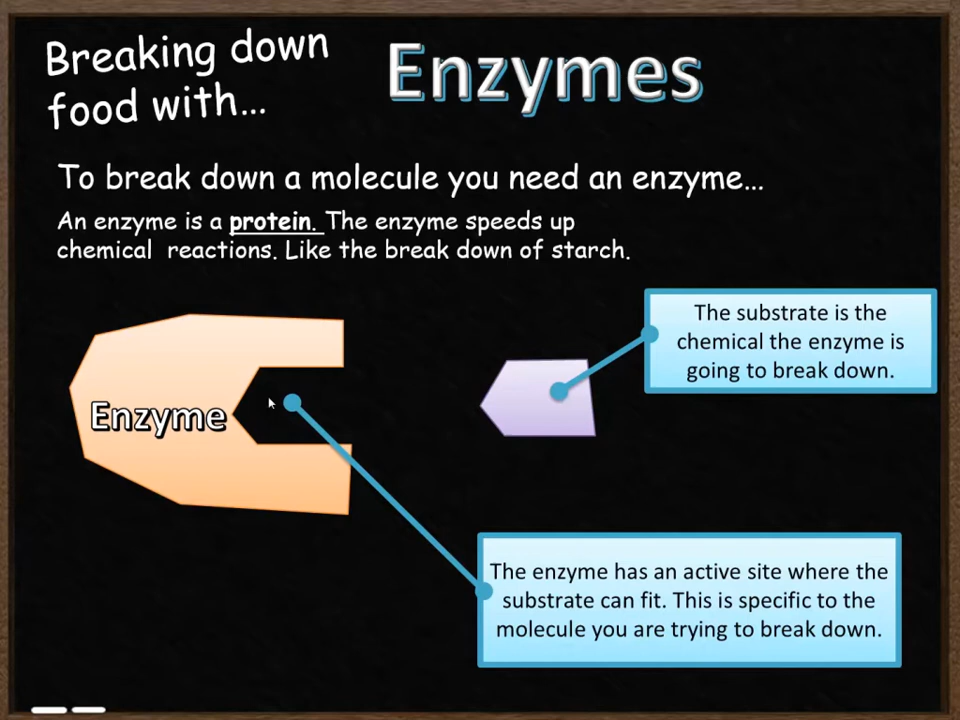 Breaking down
food with...
Enzymes
To break down a molecule you need an enzyme...
An enzyme is a protein. The enzyme speeds up
chemical  reactions. Like the break down of starch.
The substrate is the
chemical the enzyme is
going to break down.
Enzyme
The enzyme has an active site where the
substrate can fit. This is specific to the
molecule you are trying to break down.